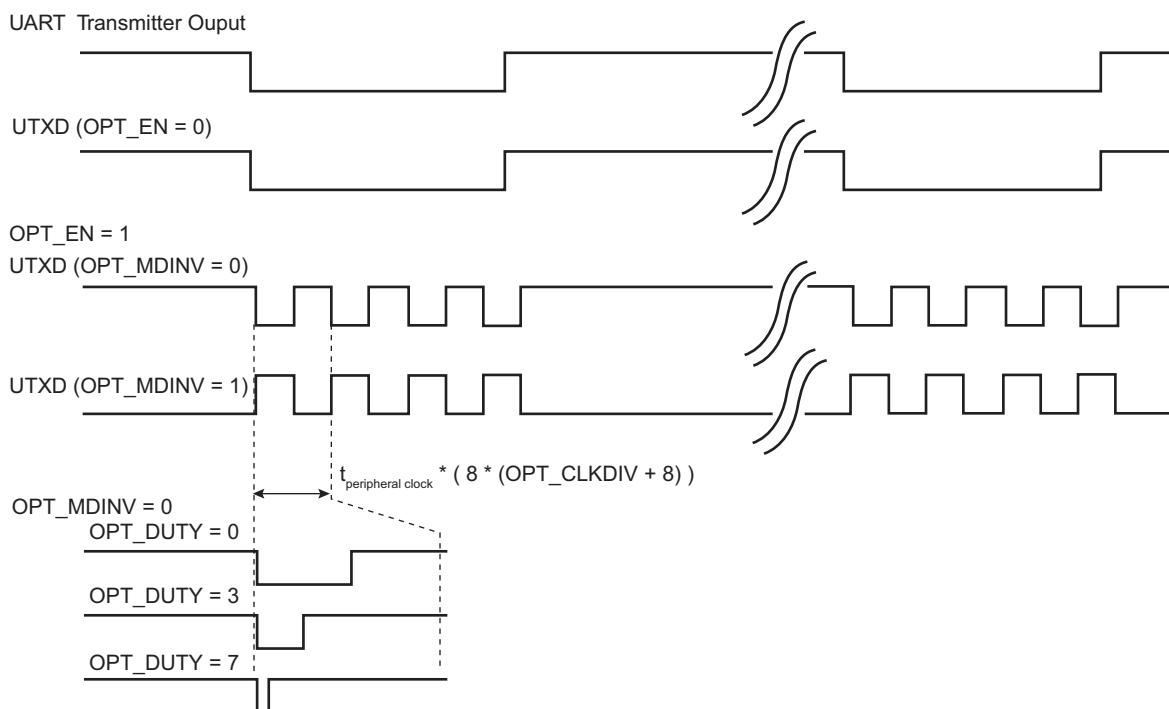 UART Transmitter Ouput
UTXD (OPT_EN = 0)
OPT_EN = 1
UTXD (OPT_MDINV = 0)
UTXD (OPT_MDINV = 1)
t peripheral clock * ( 8 * (OPT_CLKDIV + 8) )
OPT_MDINV = 0
OPT_DUTY = 0
OPT_DUTY = 3
OPT_DUTY = 7